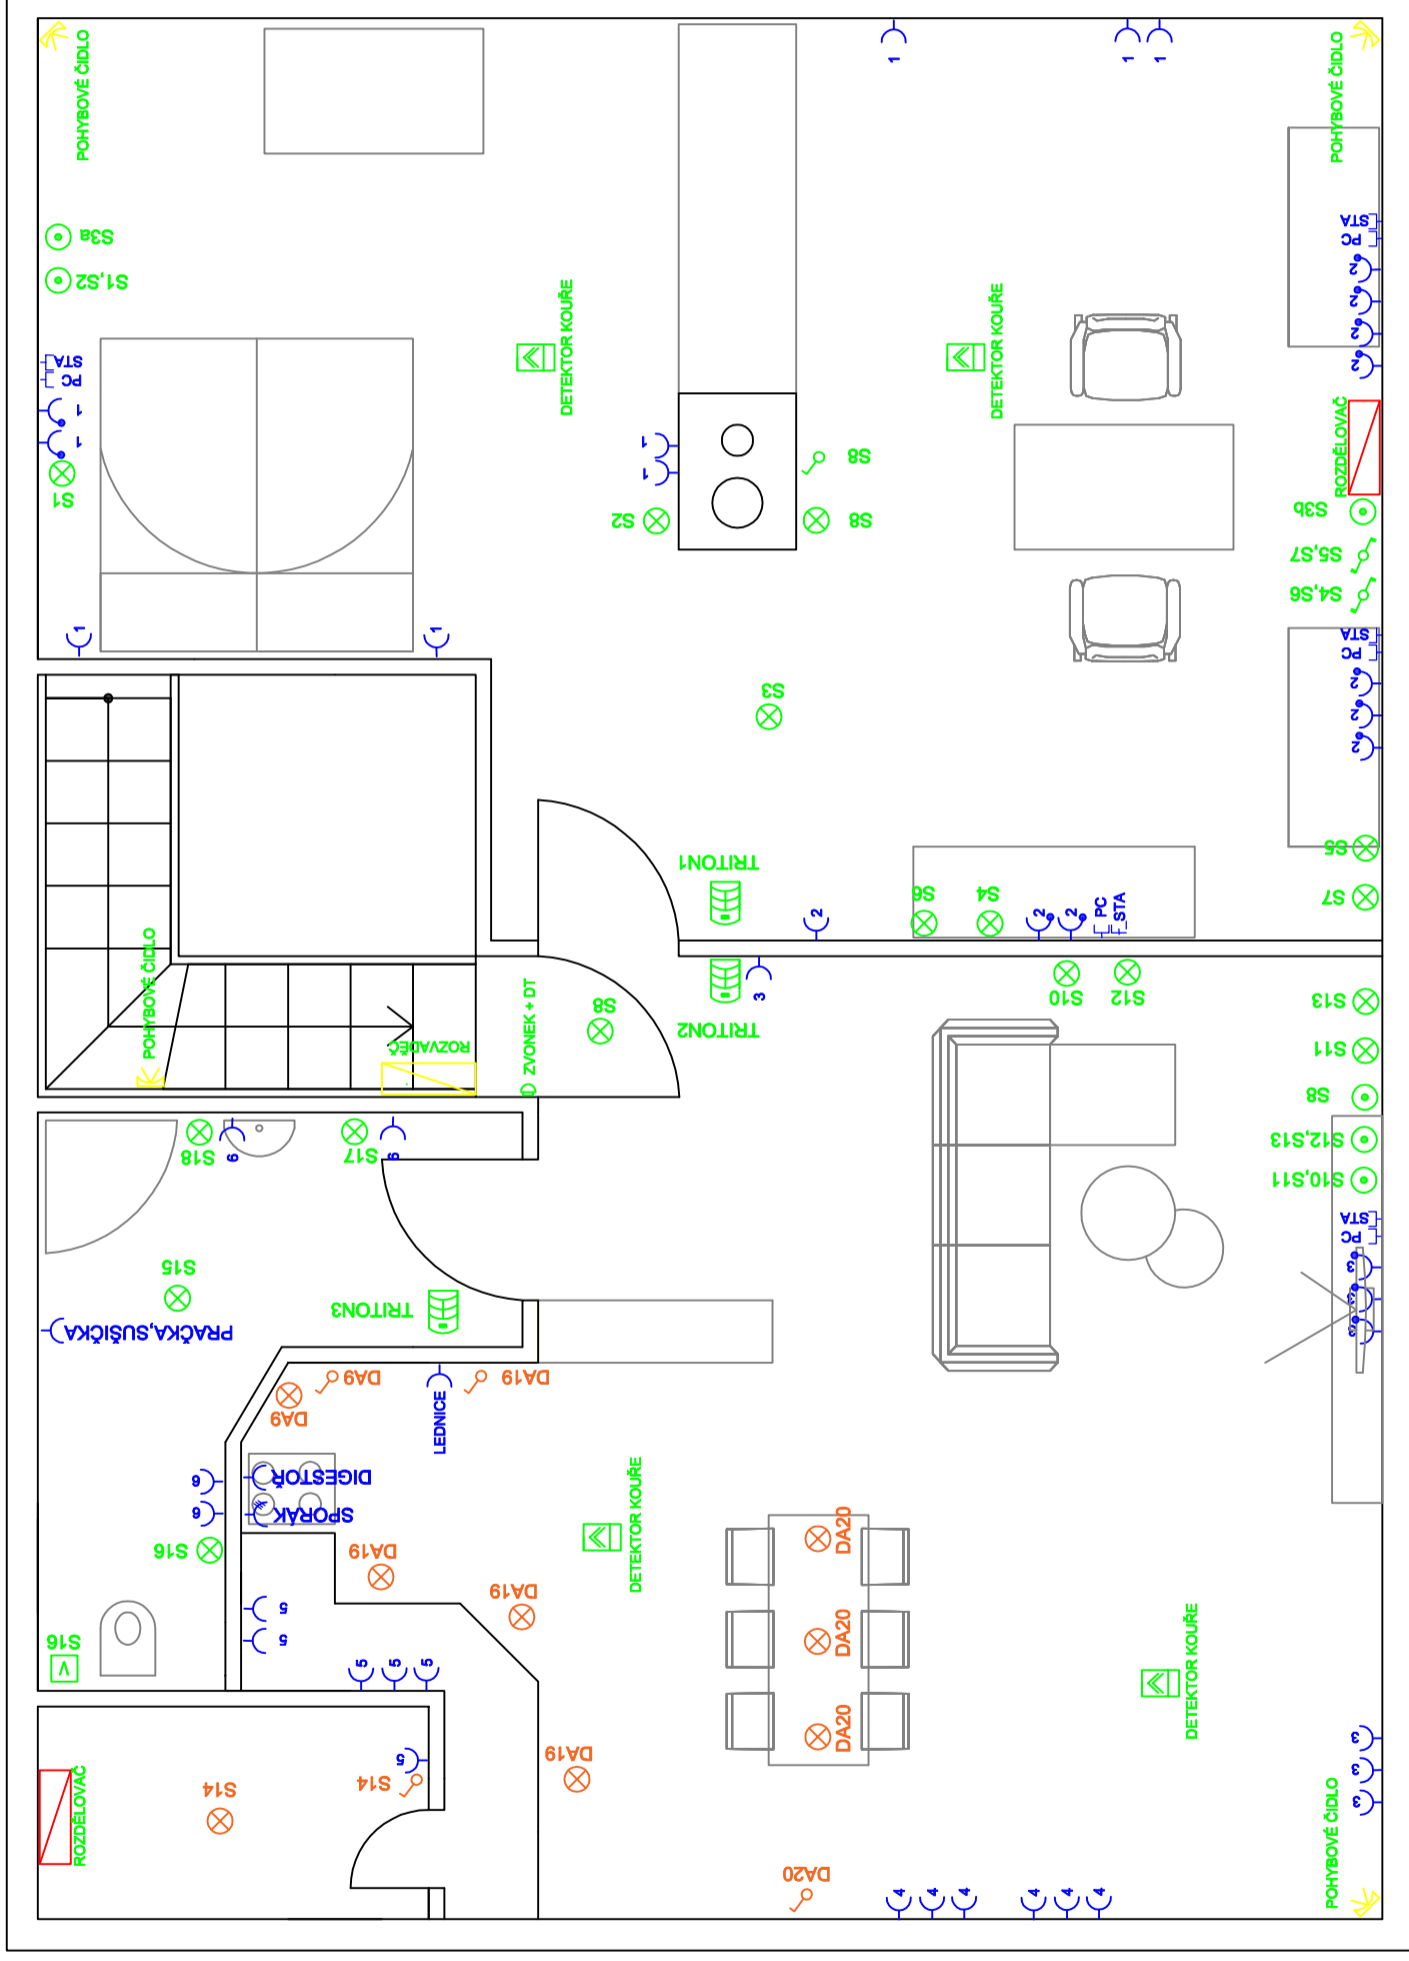 POHYBOVÉ ČIDLO
POHYBOVÉ ČIDLO
1
1
1
S3a
S1,S2
STA
PC
1
1
S1
DETEKTOR KOUŘE
DETEKTOR KOUŘE
STA
PC
2
2
2
2
ROZDĚLOVAČ
1
1
S8
S2
S8
S3b
S5,S7
S4,S6
1
1
STA
PC
2
2
2
S3
S5
TRITON1
S6
S4
2
2
2
PC
STA
S7
POHYBOVÉ ČIDLO
ROZVADĚČ
ZVONEK + DT
S8
TRITON2
3
S10
S12
S13
S11
S8
S12,S13
S10,S11
S18
6
S17
6
STA
PC
3
3
3
S15
PRAČKA,SUŠIČKA
TRITON3
DA9
DA9
LEDNICE
DA19
DIGESTOŘ
SPORÁK
6
6
S16
DETEKTOR KOUŘE
DA19
DA19
DA20
DA20
DA20
5
5
S16
5
5
5
DETEKTOR KOUŘE
5
S14
S14
ROZDĚLOVAČ
DA19
3
3
3
POHYBOVÉ ČIDLO
DA20
4
4
4
4
4
4